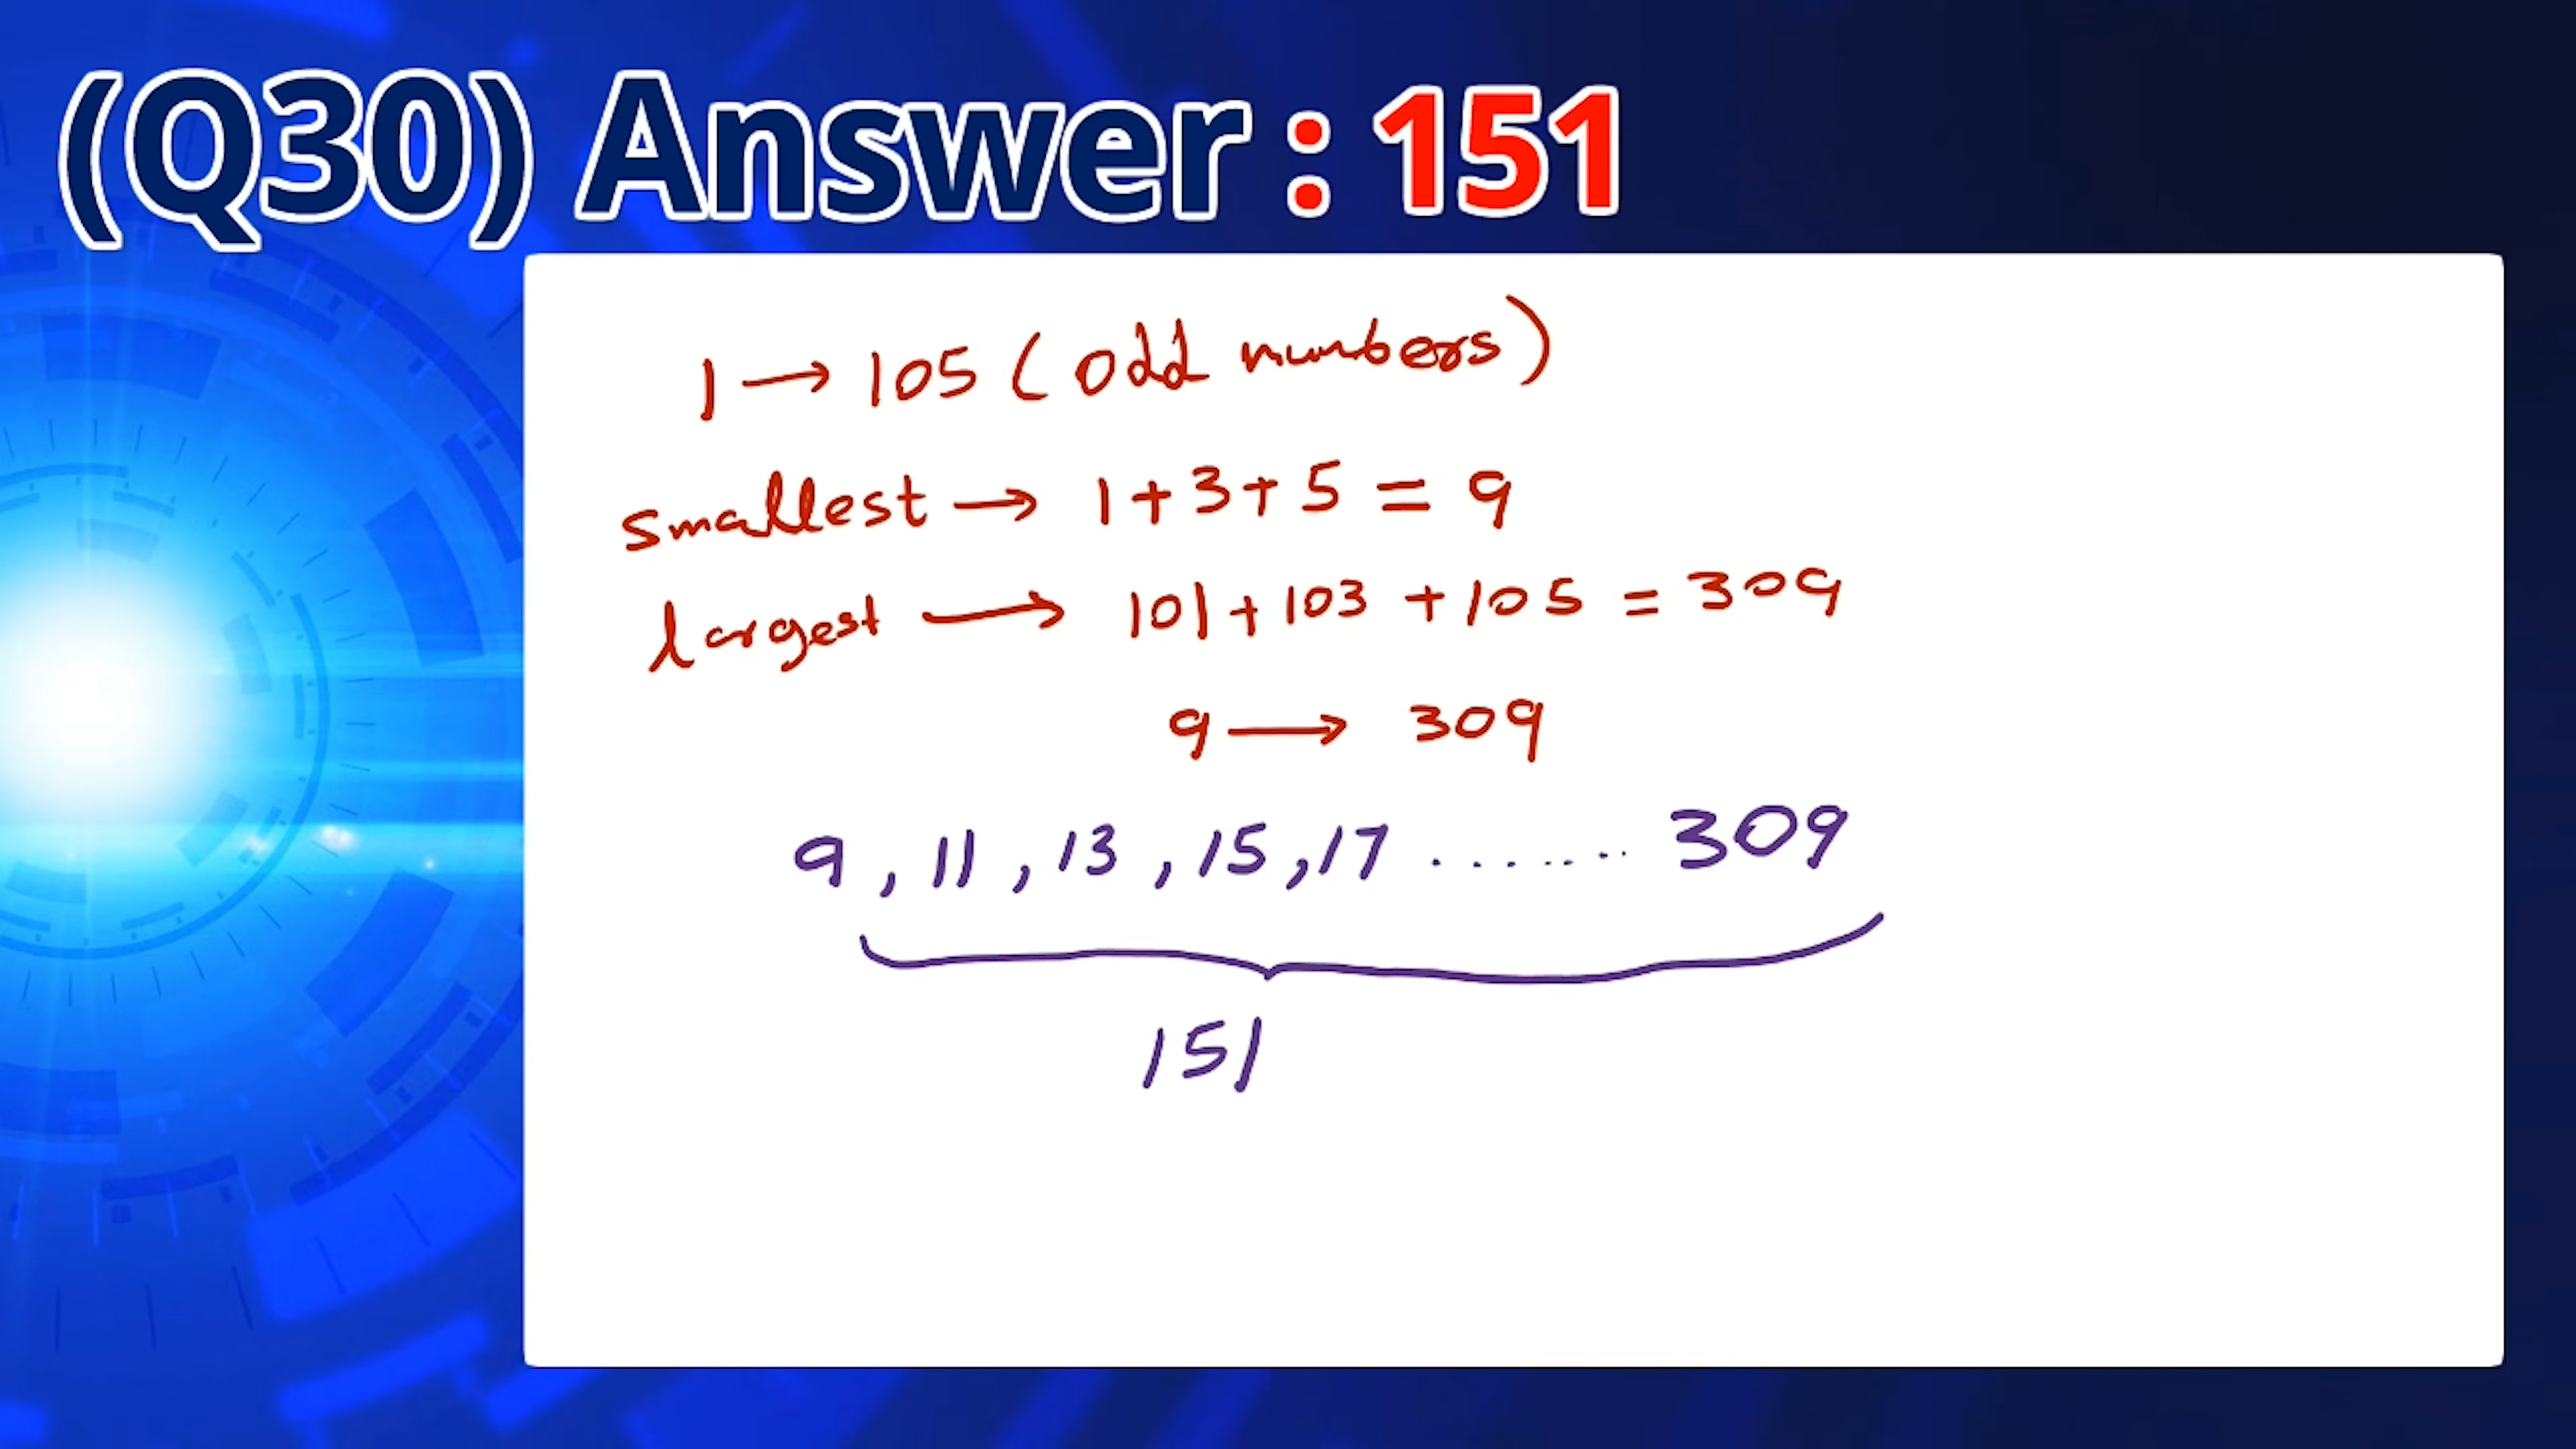 (Q30) Answer : 151
1 → 105 ( odd numbers)
smallest → 1 + 3 + 5 = 9
largest → 101 + 103 + 105 = 309
9 → 309
9 , 11 , 13 , 15 , 17 ........ 309
151